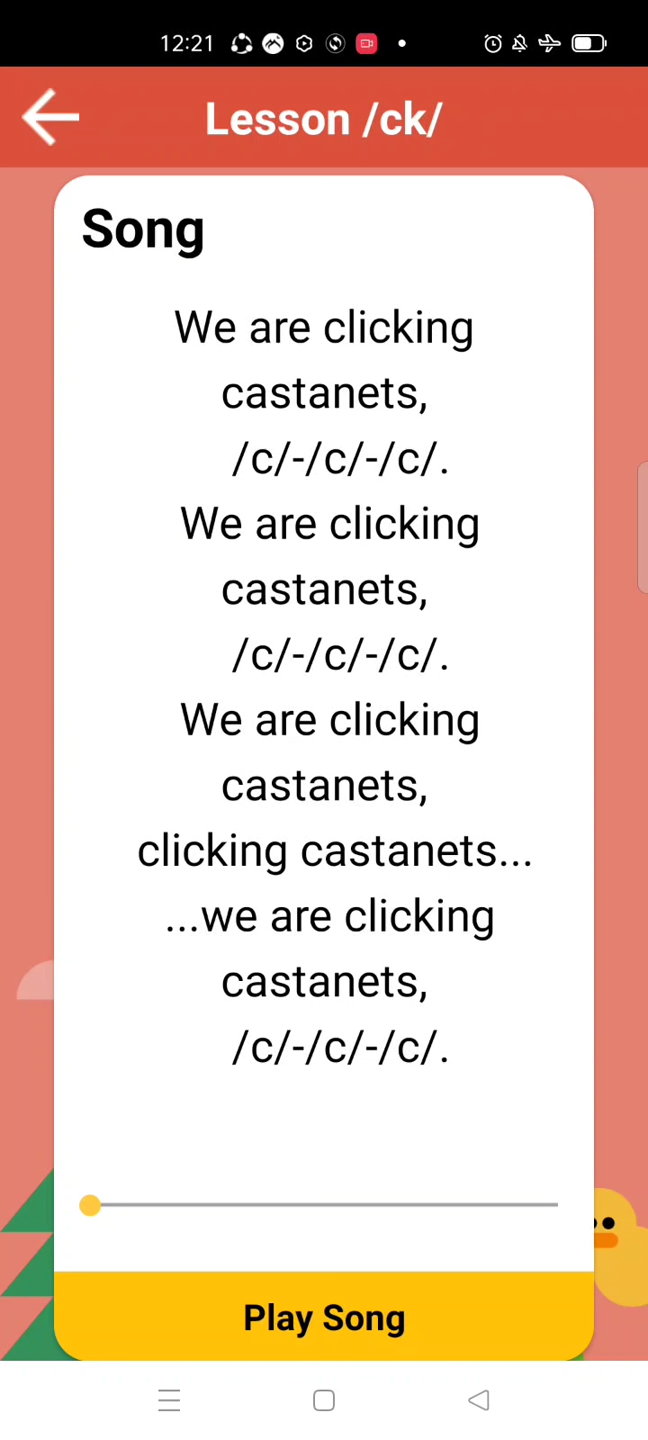 12:21
Lesson /ck/
Song
We are clicking
castanets,
/c/-/c/-/c/.
We are clicking
castanets,
/c/-/c/-/c/.
We are clicking
castanets,
clicking castanets...
...we are clicking
castanets,
/c/-/c/-/c/.
Play Song